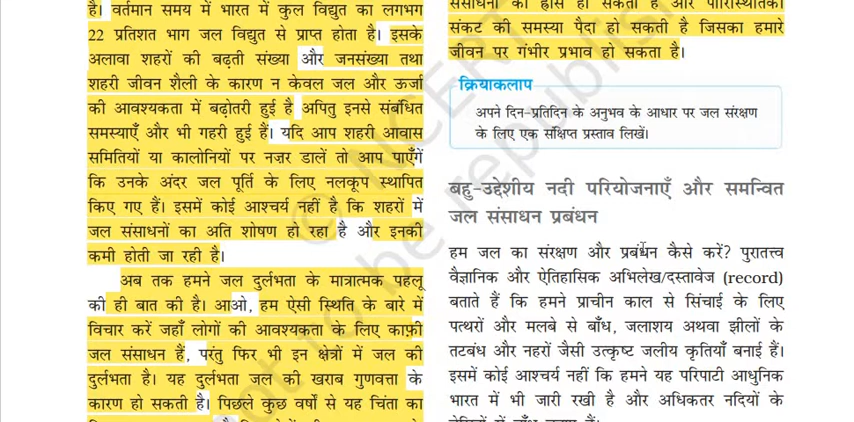 है। वर्तमान समय में भारत में कुल विद्युत का लगभग
22 प्रतिशत भाग जल विद्युत से प्राप्त होता है। इसके
अलावा शहरों की बढ़ती संख्या और जनसंख्या तथा
शहरी जीवन शैली के कारण न केवल जल और ऊर्जा
की आवश्यकता में बढ़ोतरी हुई है अपितु इनसे संबंधित
समस्याएँ और भी गहरी हुई हैं। यदि आप शहरी आवास
समितियों या कालोनियों पर नज़र डालें तो आप पाएँगें
कि उनके अंदर जल पूर्ति के लिए नलकूप स्थापित
किए गए हैं। इसमें कोई आश्चर्य नहीं है कि शहरों में
जल संसाधनों का अति शोषण हो रहा है और इनकी
कमी होती जा रही है।
अब तक हमने जल दुर्लभता के मात्रात्मक पहलू
की ही बात की है। आओ, हम ऐसी स्थिति के बारे में
विचार करें जहाँ लोगों की आवश्यकता के लिए काफ़ी
जल संसाधन हैं, परंतु फिर भी इन क्षेत्रों में जल की
दुर्लभता है। यह दुर्लभता जल की खराब गुणवत्ता के
कारण हो सकती है। पिछले कुछ वर्षों से यह चिंता का
संसाधनों का ह्रास हो सकता है और पारिस्थितिकी
संकट की समस्या पैदा हो सकती है जिसका हमारे
जीवन पर गंभीर प्रभाव हो सकता है।
क्रियाकलाप
अपने दिन-प्रतिदिन के अनुभव के आधार पर जल संरक्षण
के लिए एक संक्षिप्त प्रस्ताव लिखें।
बहु-उद्देशीय नदी परियोजनाएँ और समन्वित
जल संसाधन प्रबंधन
हम जल का संरक्षण और प्रबंधन कैसे करें? पुरातत्त्व
वैज्ञानिक और ऐतिहासिक अभिलेख/दस्तावेज (record)
बताते हैं कि हमने प्राचीन काल से सिंचाई के लिए
पत्थरों और मलबे से बाँध, जलाशय अथवा झीलों के
तटबंध और नहरों जैसी उत्कृष्ट जलीय कृतियाँ बनाई हैं।
इसमें कोई आश्चर्य नहीं कि हमने यह परिपाटी आधुनिक
भारत में भी जारी रखी है और अधिकतर नदियों के
© NCERT
not to be republish